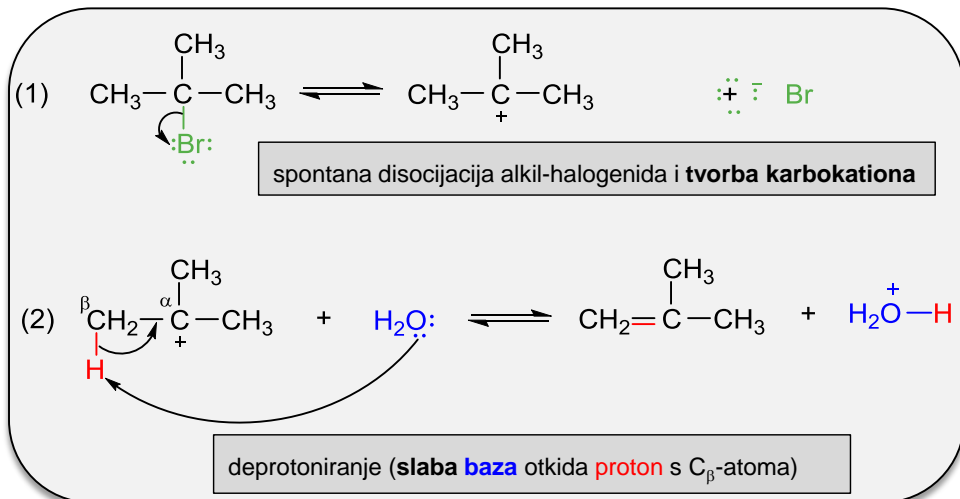 CH3 CH3
(1) CH3 C CH3 CH3 C CH3 + – Br
+
Br
spontana disocijacija alkil-halogenida i tvorba karbokationa
CH3 CH3
β α +
(2) CH2 C CH3 + H2O CH2=C CH3 + H2O–H
+
H
deprotoniranje (slaba baza otkida proton s Cβ-atoma)